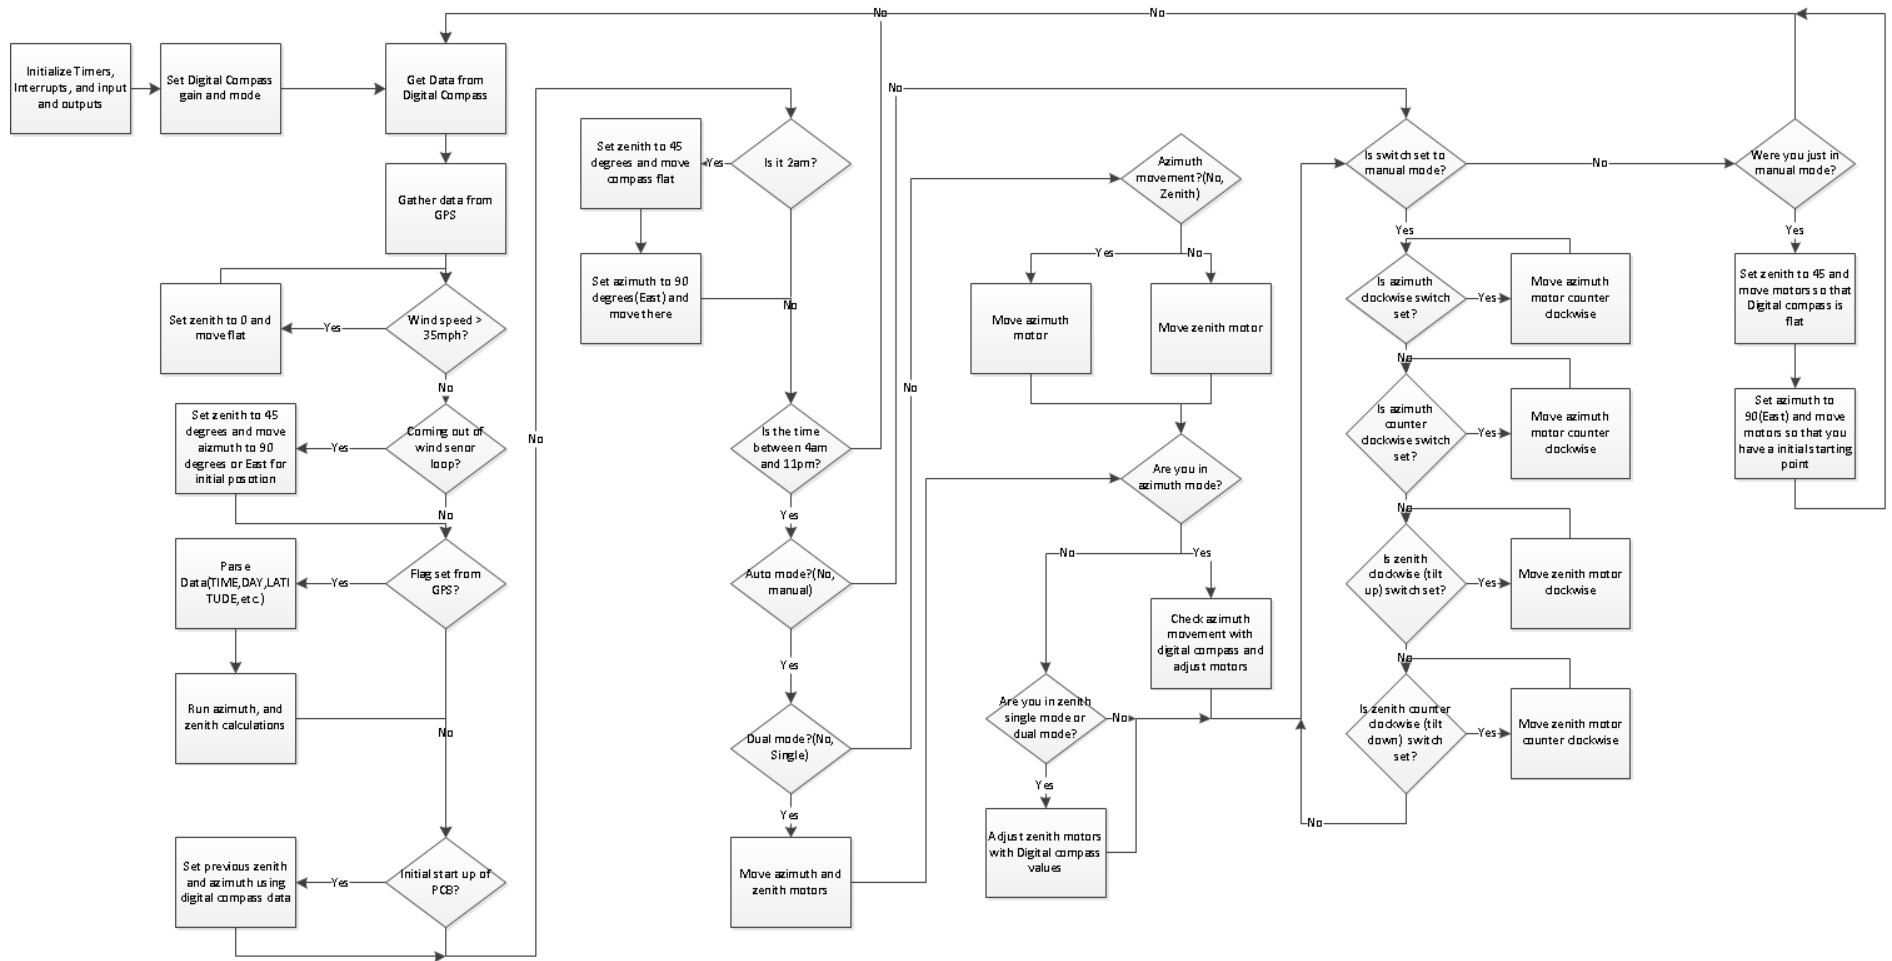 No
No
Initialize Timers,
Interrupts, and input
and outputs
Set Digital Compass
gain and mode
Get Data from
Digital Compass
Gather data from
GPS
Wind speed >
35mph?
Yes
Set zenith to 0 and
move flat
No
Coming out of
wind senor
loop?
Yes
Set zenith to 45
degrees and move
aizmuth to 90
degrees or East for
initial posotion
No
Flag set from
GPS?
Yes
Parse
Data(TIME,DAY,LATI
TUDE,etc.)
Run azimuth, and
zenith calculations
No
Initial start up of
PCB?
Yes
Set previous zenith
and azimuth using
digital compass data
No
Is it 2am?
Yes
Set zenith to 45
degrees and move
compass flat
Set azimuth to 90
degrees(East) and
move there
No
Is the time
between 4am
and 11pm?
Yes
Auto mode?(No,
manual)
No
Yes
Dual mode?(No,
Single)
No
Yes
Move azimuth and
zenith motors
Azimuth
movement?(No,
Zenith)
Yes
No
Move azimuth
motor
Move zenith motor
Are you in
azimuth mode?
No
Yes
Check azimuth
movement with
digital compass and
adjust motors
Are you in zenith
single mode or
dual mode?
No
Yes
Adjust zenith motors
with Digital compass
values
Is switch set to
manual mode?
No
Yes
Is azimuth
clockwise switch
set?
Yes
Move azimuth
motor counter
clockwise
No
Is azimuth
counter
clockwise switch
set?
Yes
Move azimuth
motor counter
clockwise
No
Is zenith
clockwise (tilt
up) switch set?
Yes
Move zenith motor
clockwise
No
Is zenith counter
clockwise (tilt
down) switch
set?
Yes
Move zenith motor
counter clockwise
No
Were you just in
manual mode?
Yes
Set zenith to 45 and
move motors so that
Digital compass is
flat
Set azimuth to
90(East) and move
motors so that you
have a initial starting
point